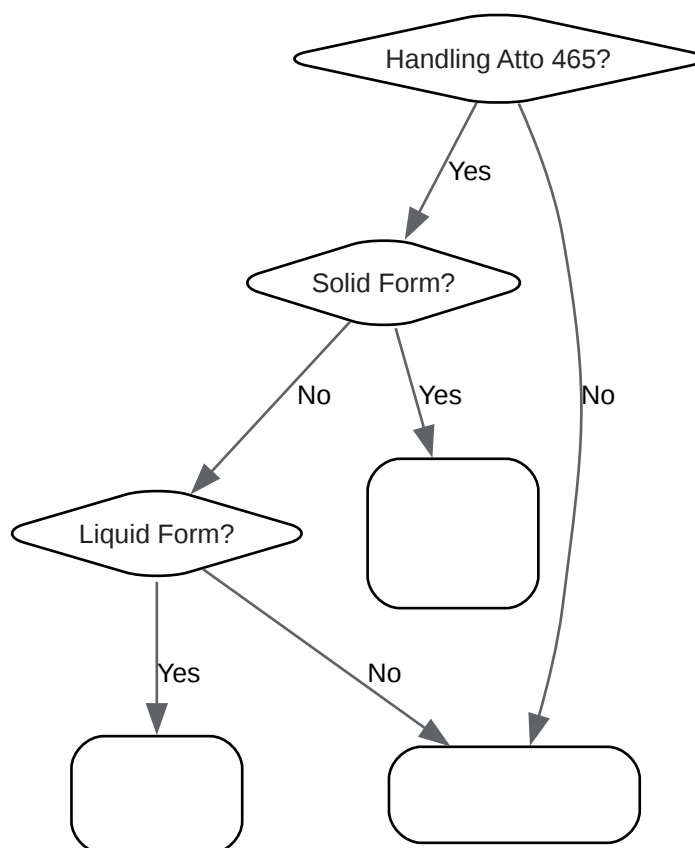 Handling Atto 465?
Yes
Solid Form?
No
Yes
No
Liquid Form?
Yes
No